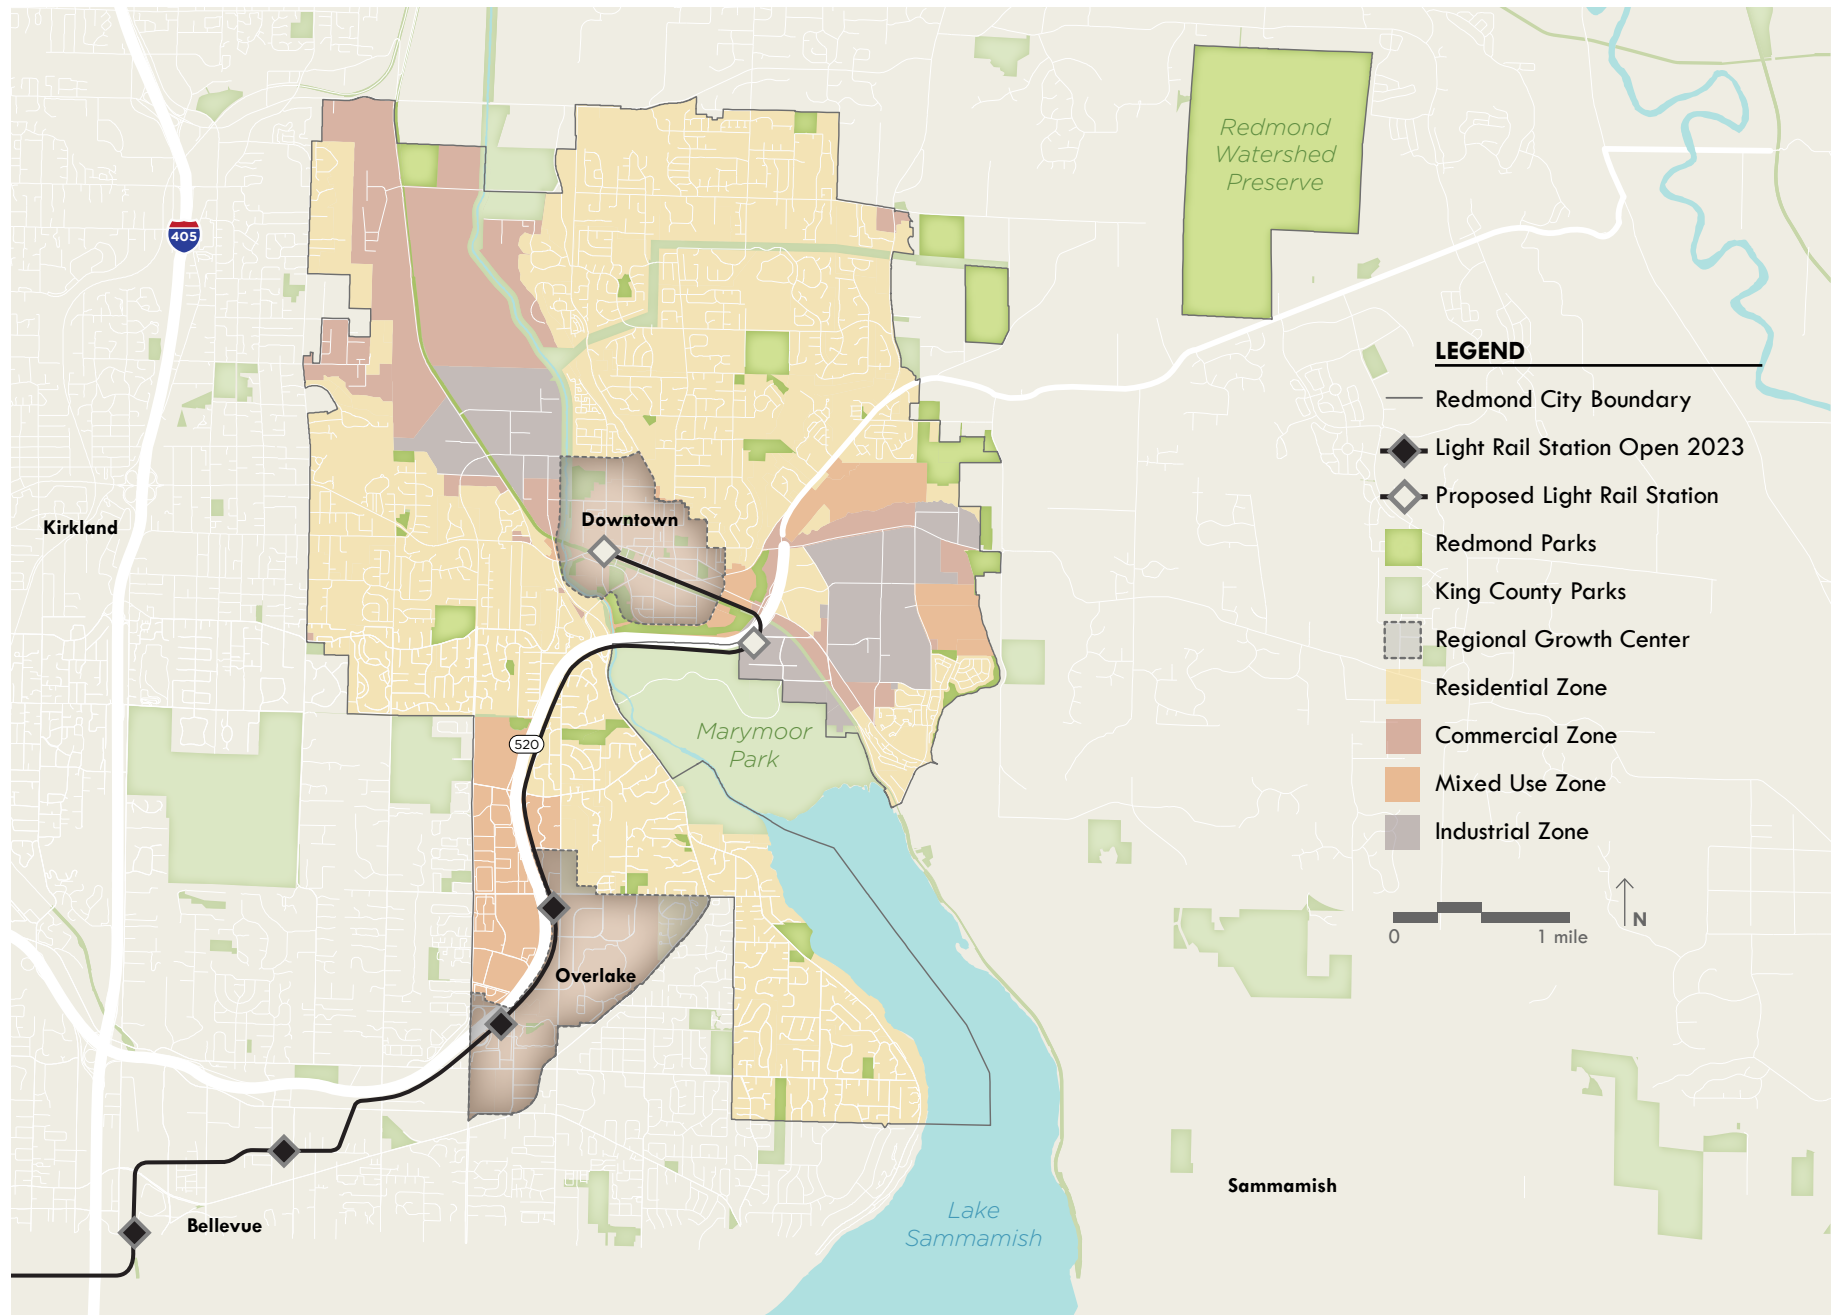 Redmond
Watershed
Preserve
405
LEGEND
Redmond City Boundary
Light Rail Station Open 2023
Proposed Light Rail Station
Redmond Parks
King County Parks
Regional Growth Center
Residential Zone
Commercial Zone
Mixed Use Zone
Industrial Zone
0 1 mile
N
Kirkland
Downtown
Marymoor
Park
520
Overlake
Bellevue
Sammamish
Lake
Sammamish